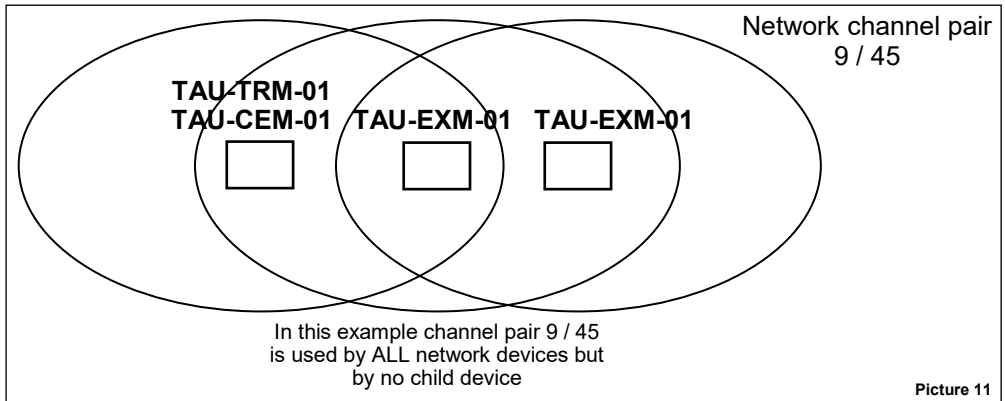 Network channel pair
9 / 45
TAU-TRM-01
TAU-CEM-01 TAU-EXM-01 TAU-EXM-01
In this example channel pair 9 / 45
is used by ALL network devices but
by no child device
Picture 11